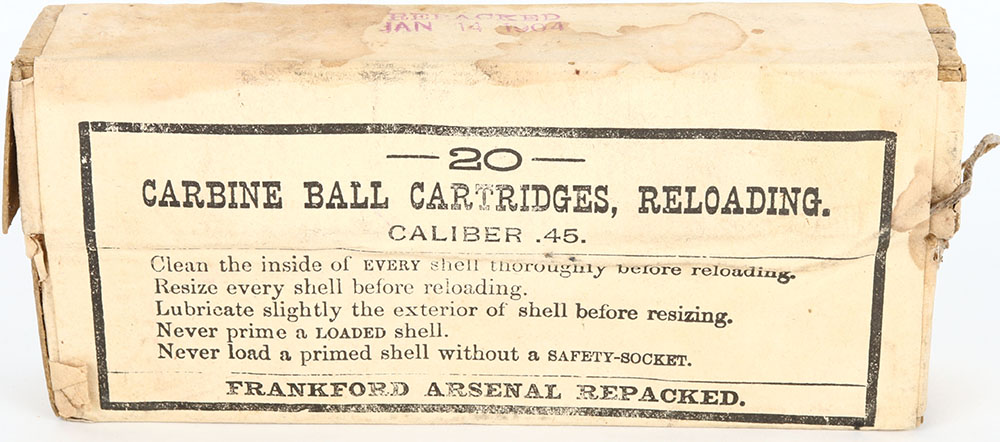 REPACKED
JAN 14 1904
— 20 —
CARBINE BALL CARTRIDGES, RELOADING.
CALIBER .45.
Clean the inside of EVERY shell thoroughly before reloading.
Resize every shell before reloading.
Lubricate slightly the exterior of shell before resizing.
Never prime a LOADED shell.
Never load a primed shell without a SAFETY-SOCKET.
FRANKFORD ARSENAL REPACKED.